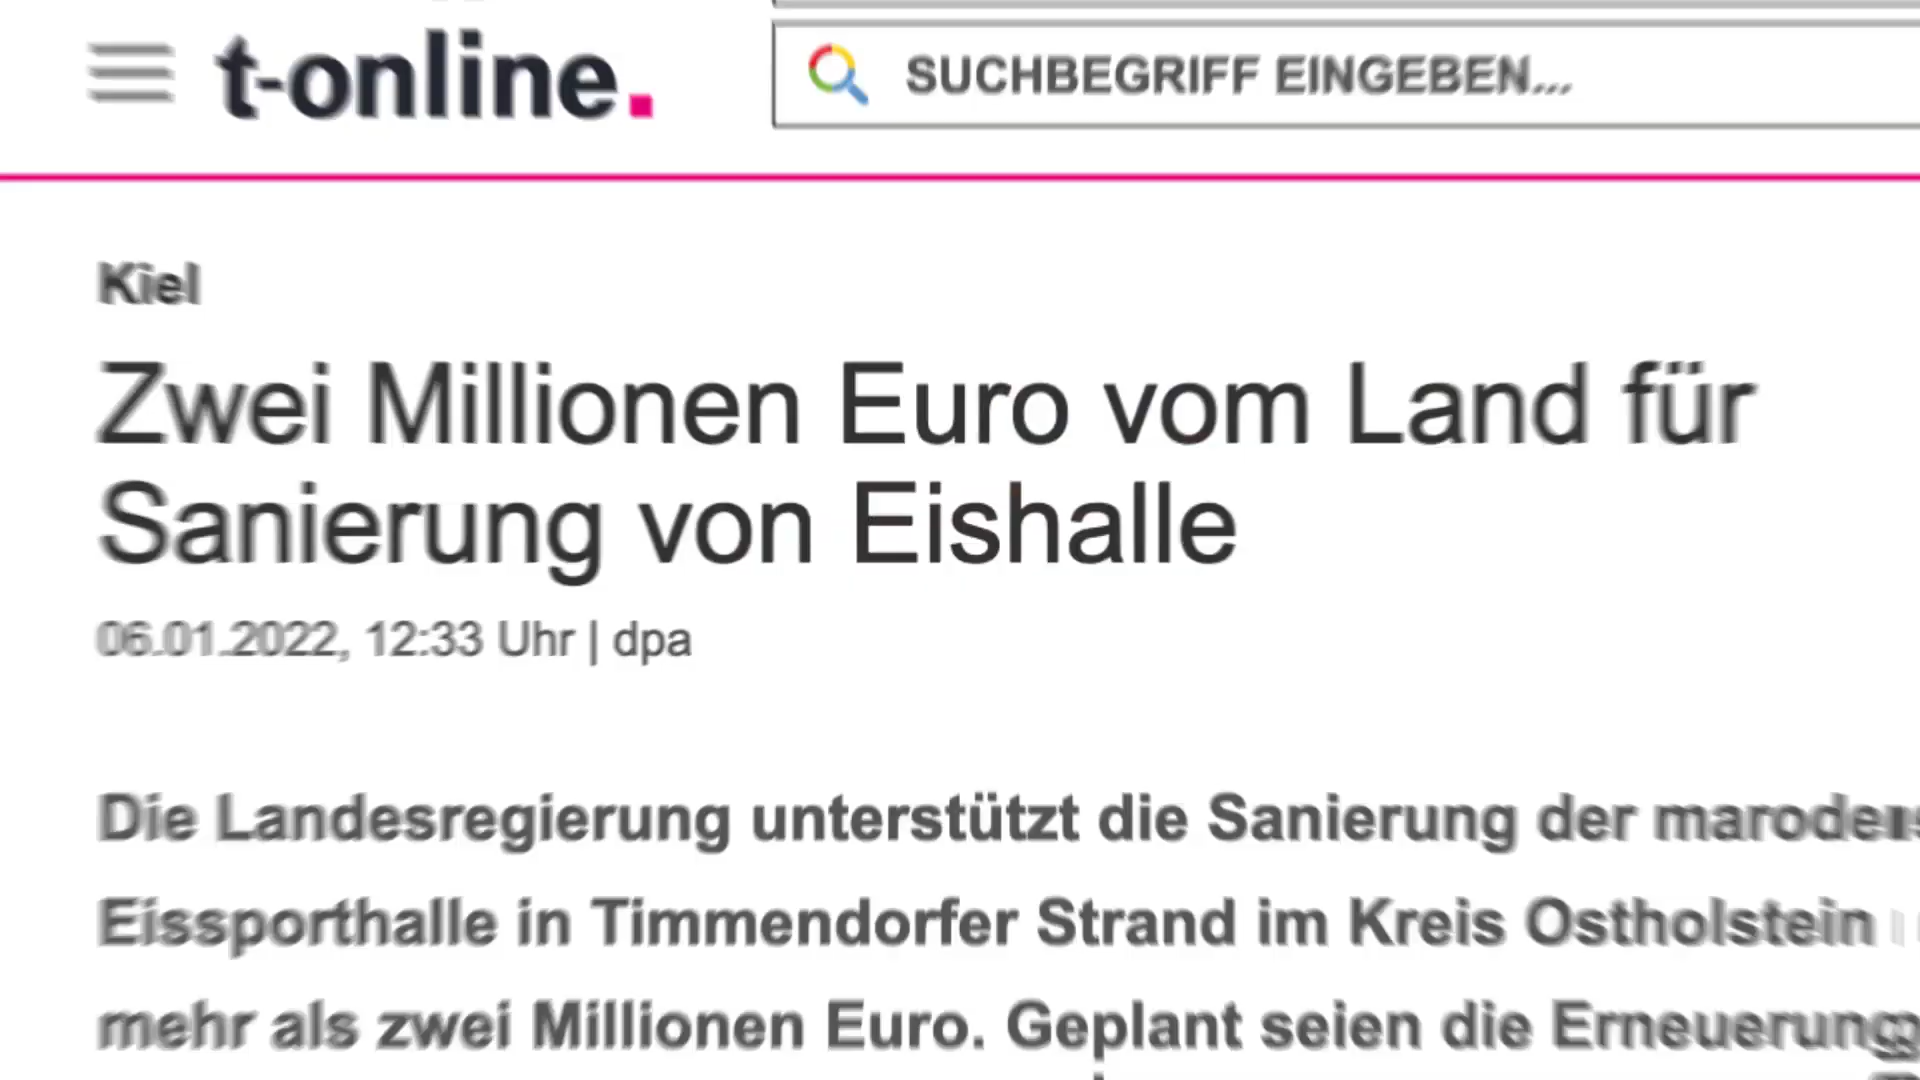 t-online.
SUCHBEGRIFF EINGEBEN...
Kiel
Zwei Millionen Euro vom Land für
Sanierung von Eishalle
06.01.2022, 12:33 Uhr | dpa
Die Landesregierung unterstützt die Sanierung der maroden
Eissporthalle in Timmendorfer Strand im Kreis Ostholstein
mehr als zwei Millionen Euro. Geplant seien die Erneuerung